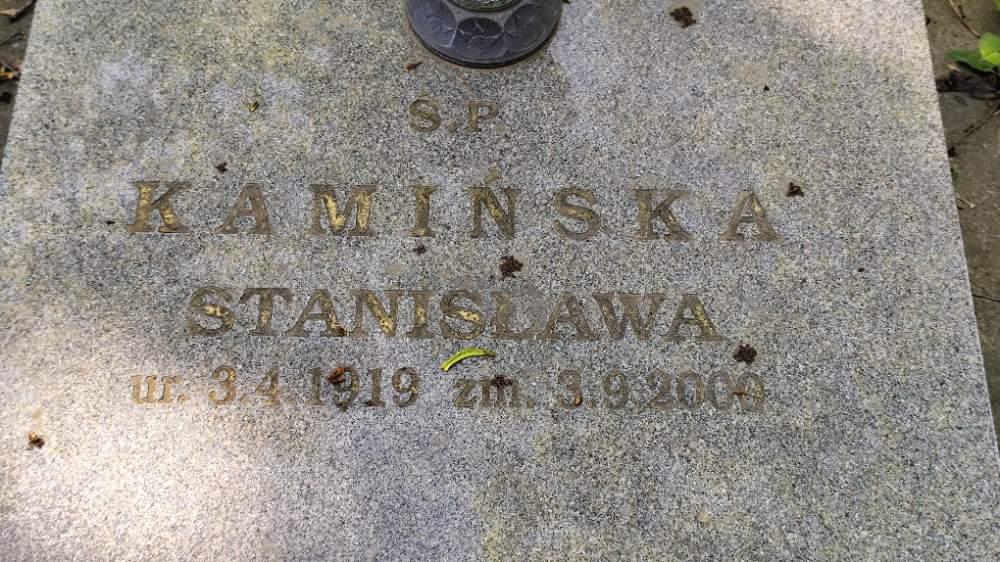 Ś.P.
KAMIŃSKA
STANISŁAWA
ur. 3.4.1919 zm. 3.9.2000